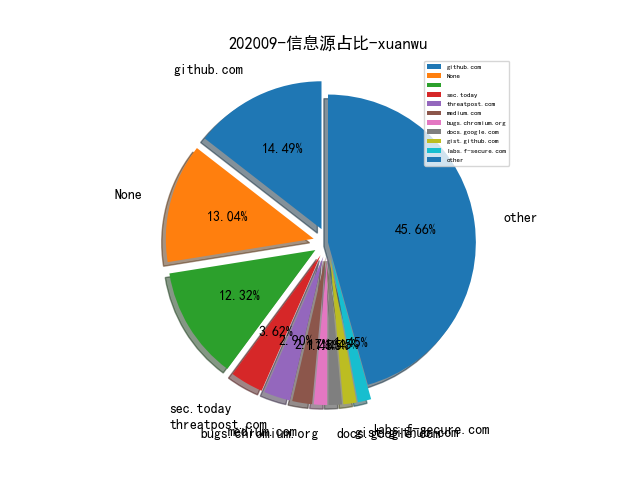 202009-信息源占比-xuanwu
github.com
None
sec.today
threatpost.com
medium.com
bugs.chromium.org
docs.google.com
gist.github.com
labs.f-secure.com
other
github.com
14.49%
None
13.04%
other
45.66%
12.32%
3.62%
2.90%
sec.today
threatpost.com
medium.com
bugs.chromium.org
docs.google.com
gist.github.com
labs.f-secure.com